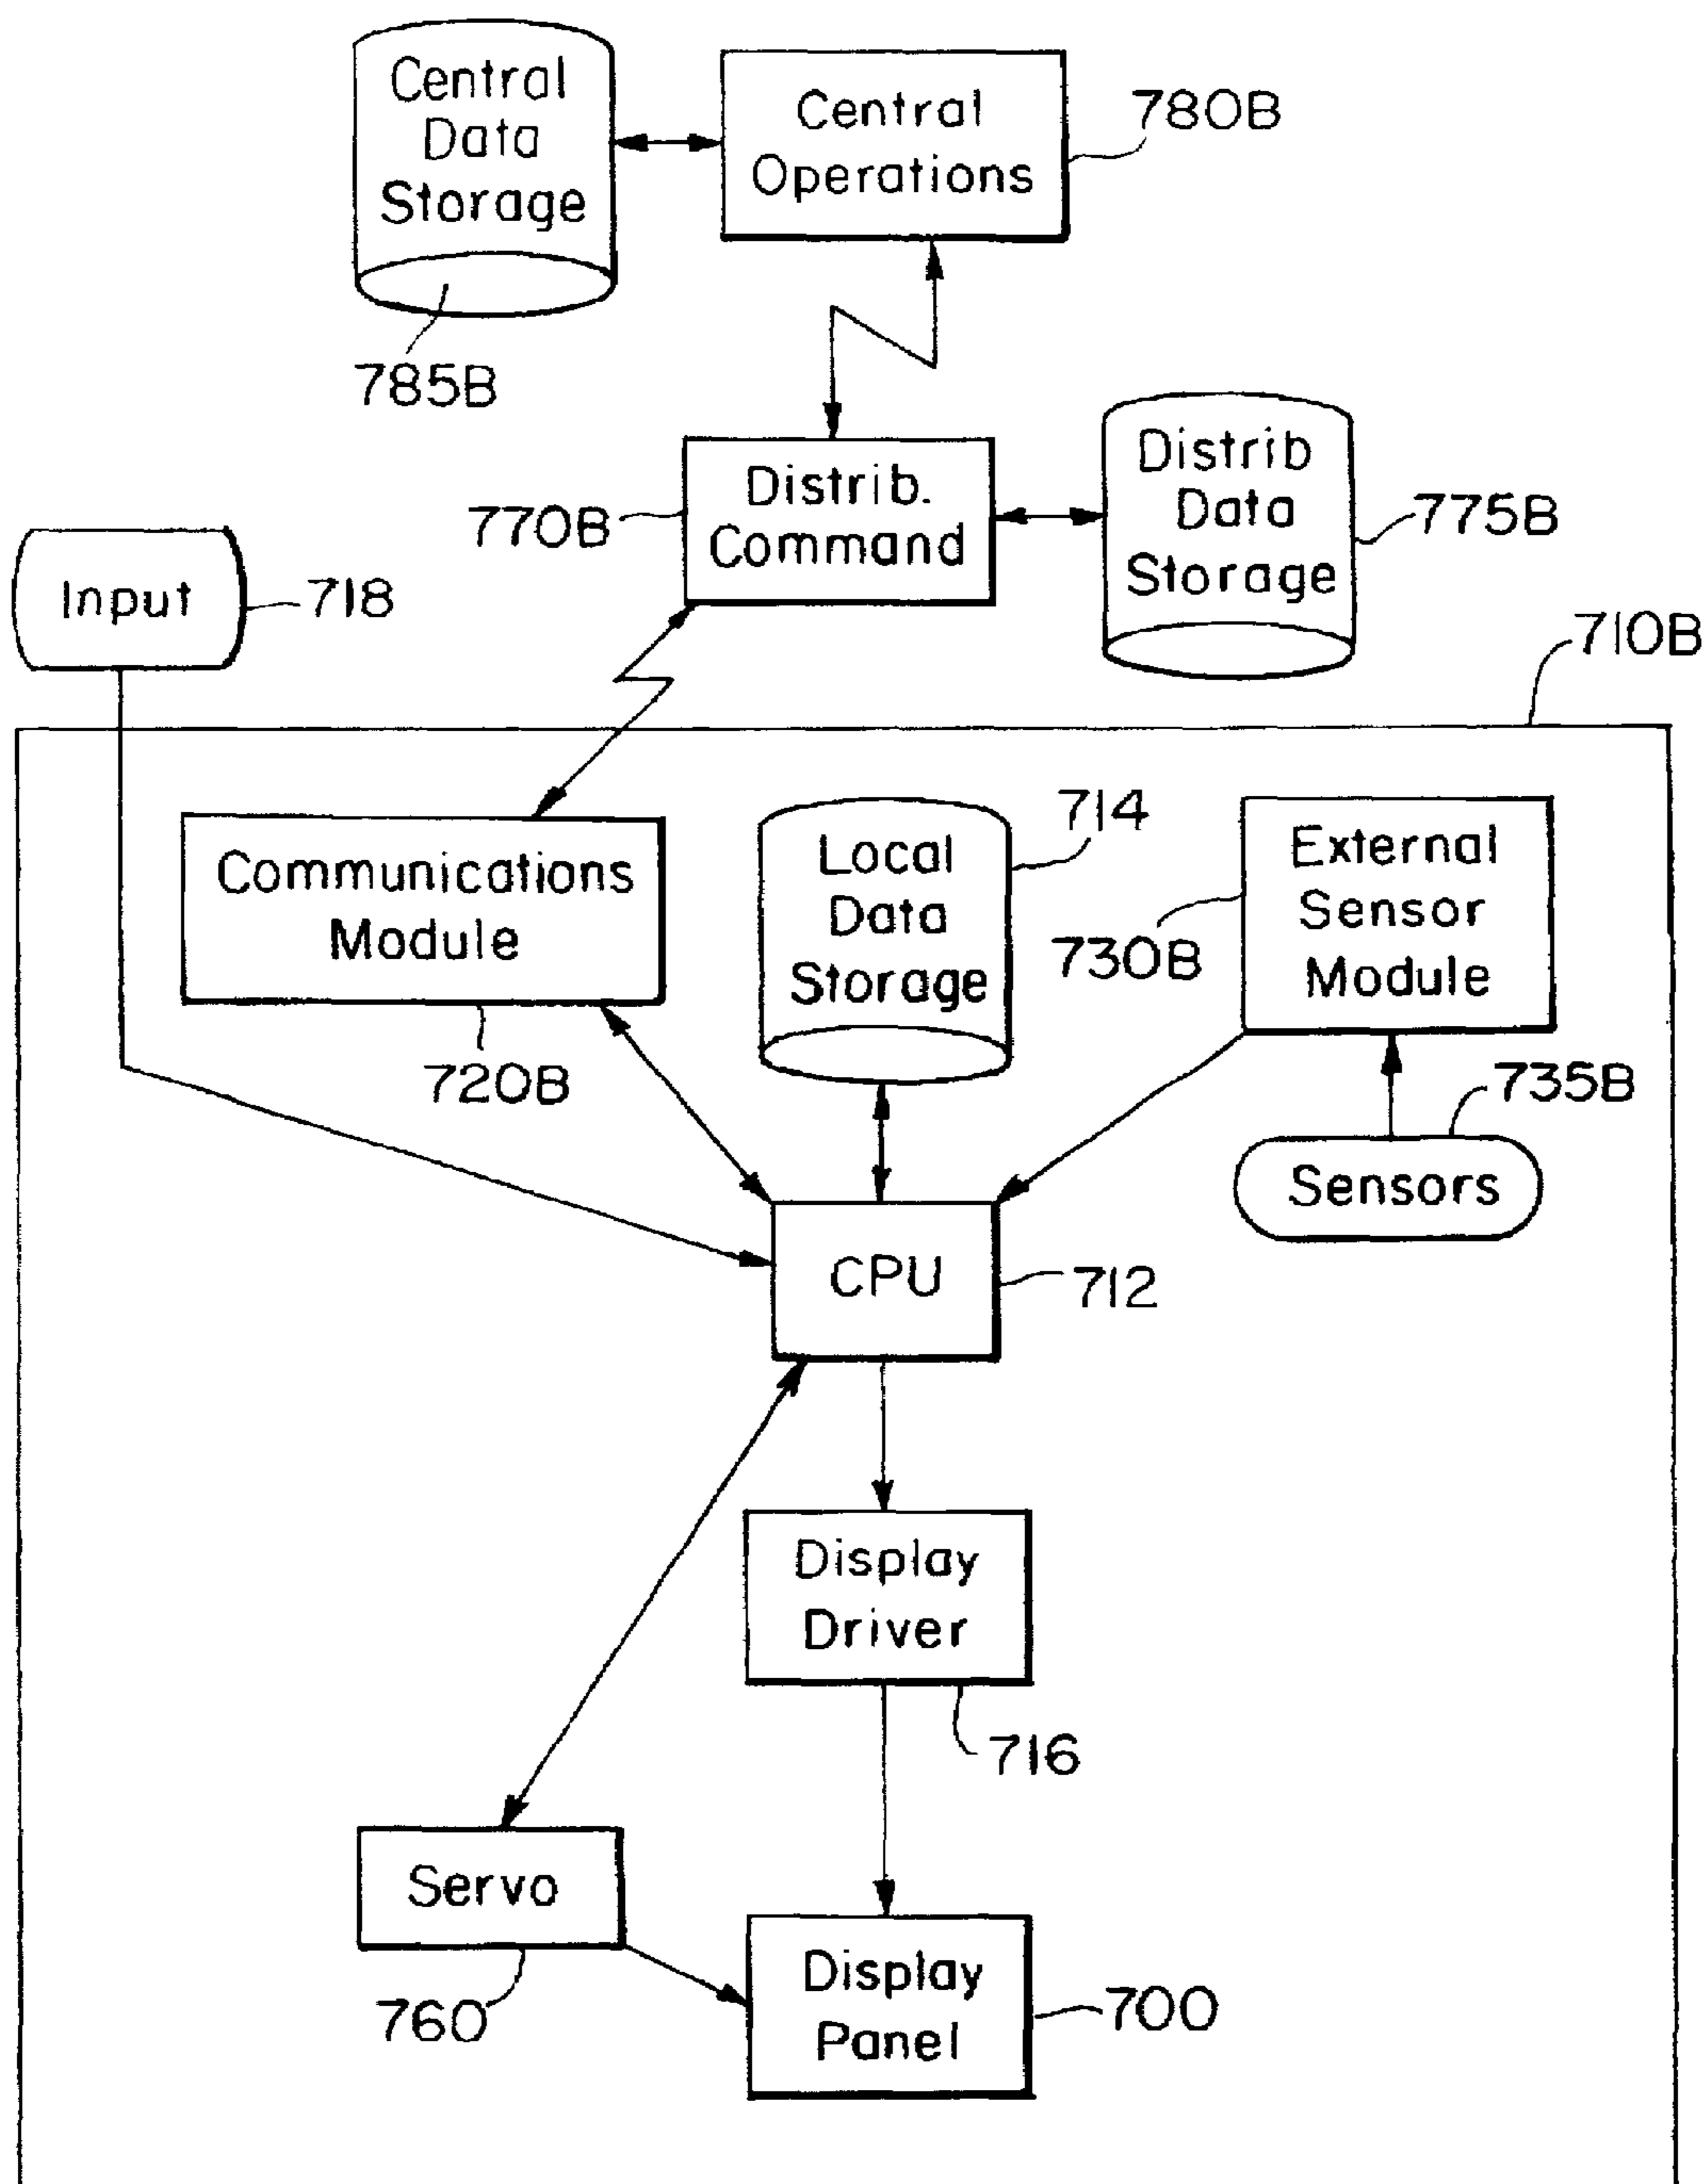 Central
Data
Storage
785B
Central
Operations
780B
Distrib.
Command
770B
Distrib
Data
Storage
775B
Input
718
710B
Communications
Module
720B
Local
Data
Storage
714
External
Sensor
Module
730B
735B
Sensors
CPU
712
Display
Driver
716
Servo
760
Display
Panel
700